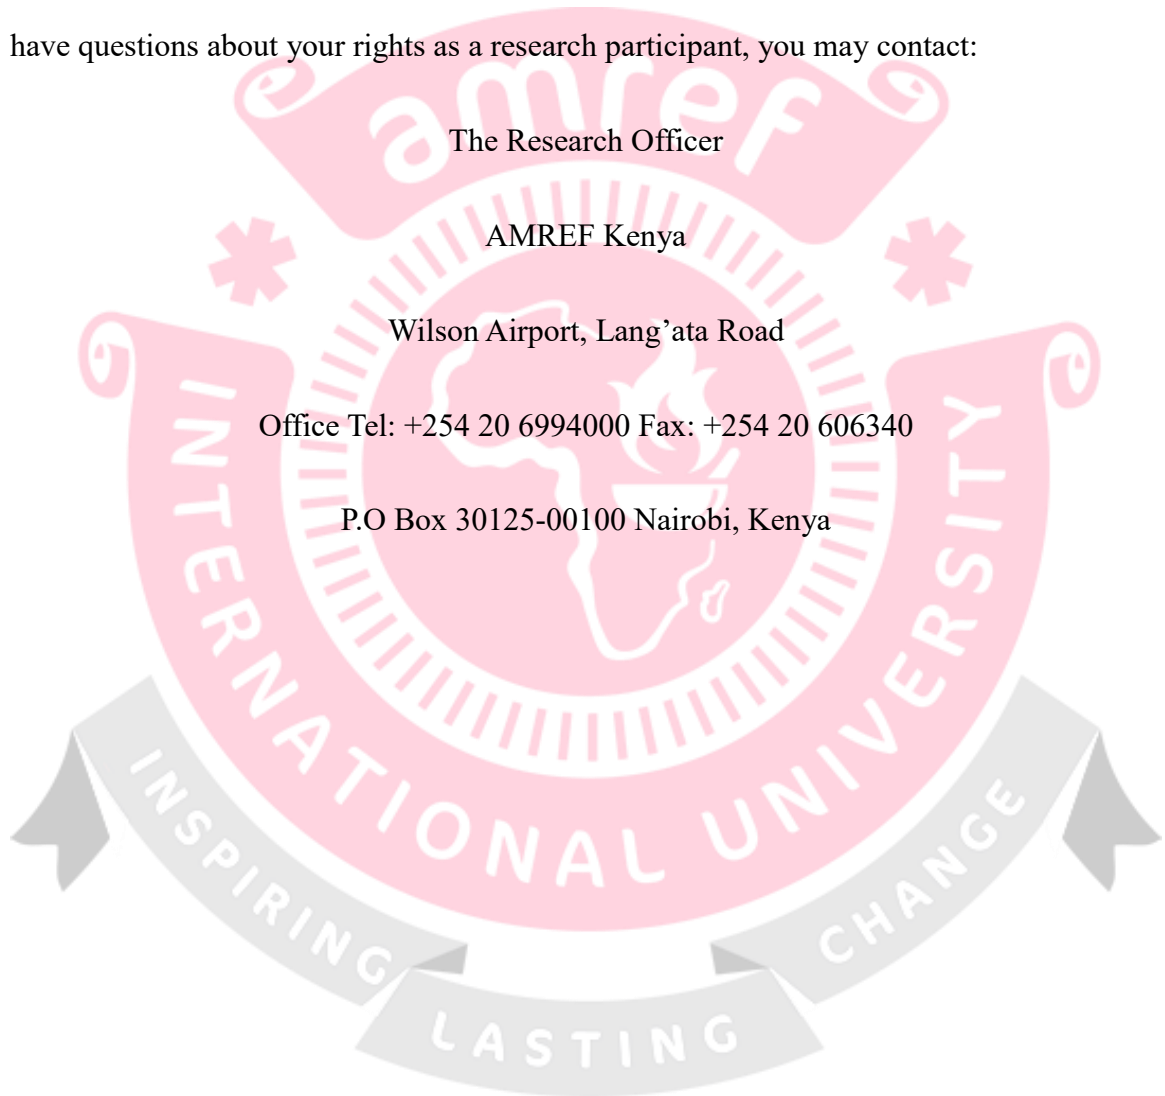 have questions about your rights as a research participant, you may contact:
The Research Officer
AMREF Kenya
Wilson Airport, Lang’ata Road
Office Tel: +254 20 6994000 Fax: +254 20 606340
P.O Box 30125-00100 Nairobi, Kenya
amref
INTERNATIONAL UNIVERSITY
INSPIRING
LASTING
CHANGE